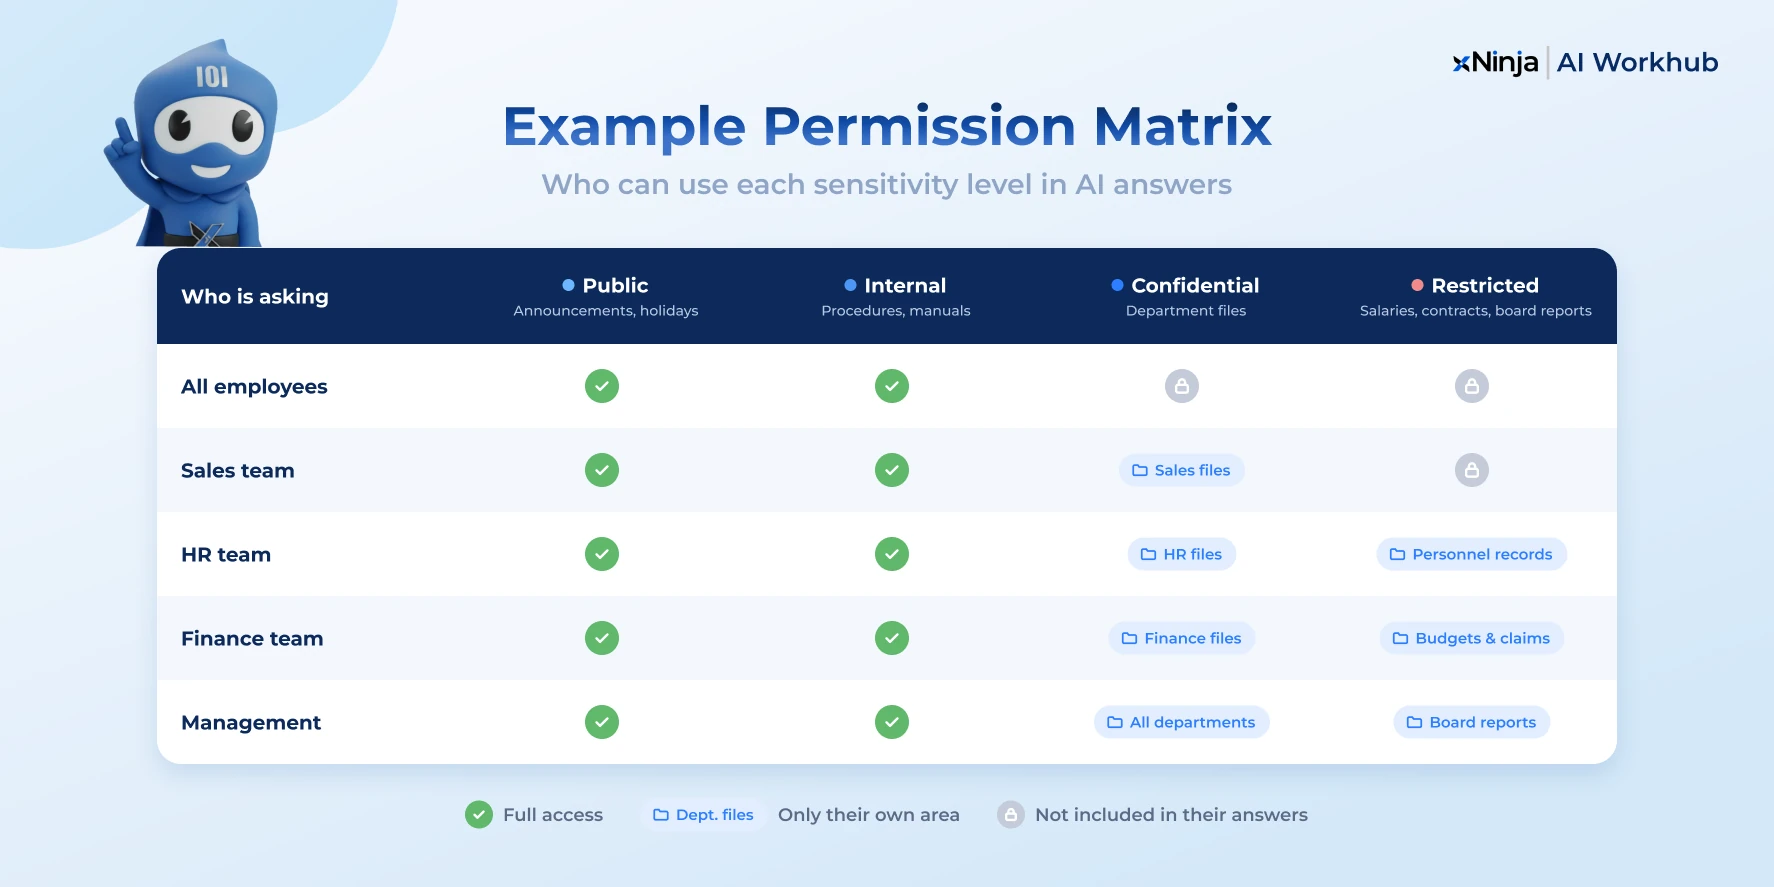 101
xNinja | AI Workhub
Example Permission Matrix
Who can use each sensitivity level in AI answers
Who is asking
Public
Announcements, holidays
Internal
Procedures, manuals
Confidential
Department files
Restricted
Salaries, contracts, board reports
All employees
Sales team
Sales files
HR team
HR files
Personnel records
Finance team
Finance files
Budgets & claims
Management
All departments
Board reports
Full access
Dept. files
Only their own area
Not included in their answers